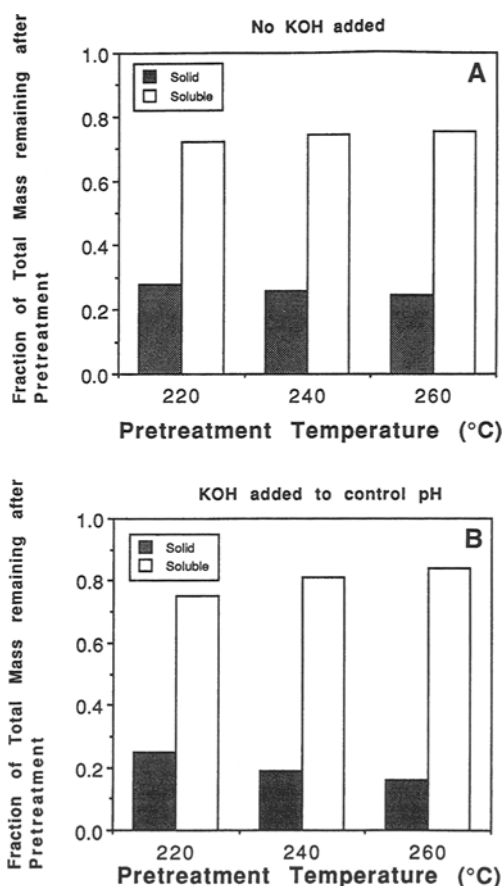 No KOH added
A
Solid
Soluble
Fraction of Total Mass remaining after
Pretreatment
1.0
0.8
0.6
0.4
0.2
0.0
220 240 260
Pretreatment Temperature (°C)
KOH added to control pH
B
Solid
Soluble
Fraction of Total Mass remaining after
Pretreatment
1.0
0.8
0.6
0.4
0.2
0.0
220 240 260
Pretreatment Temperature (°C)